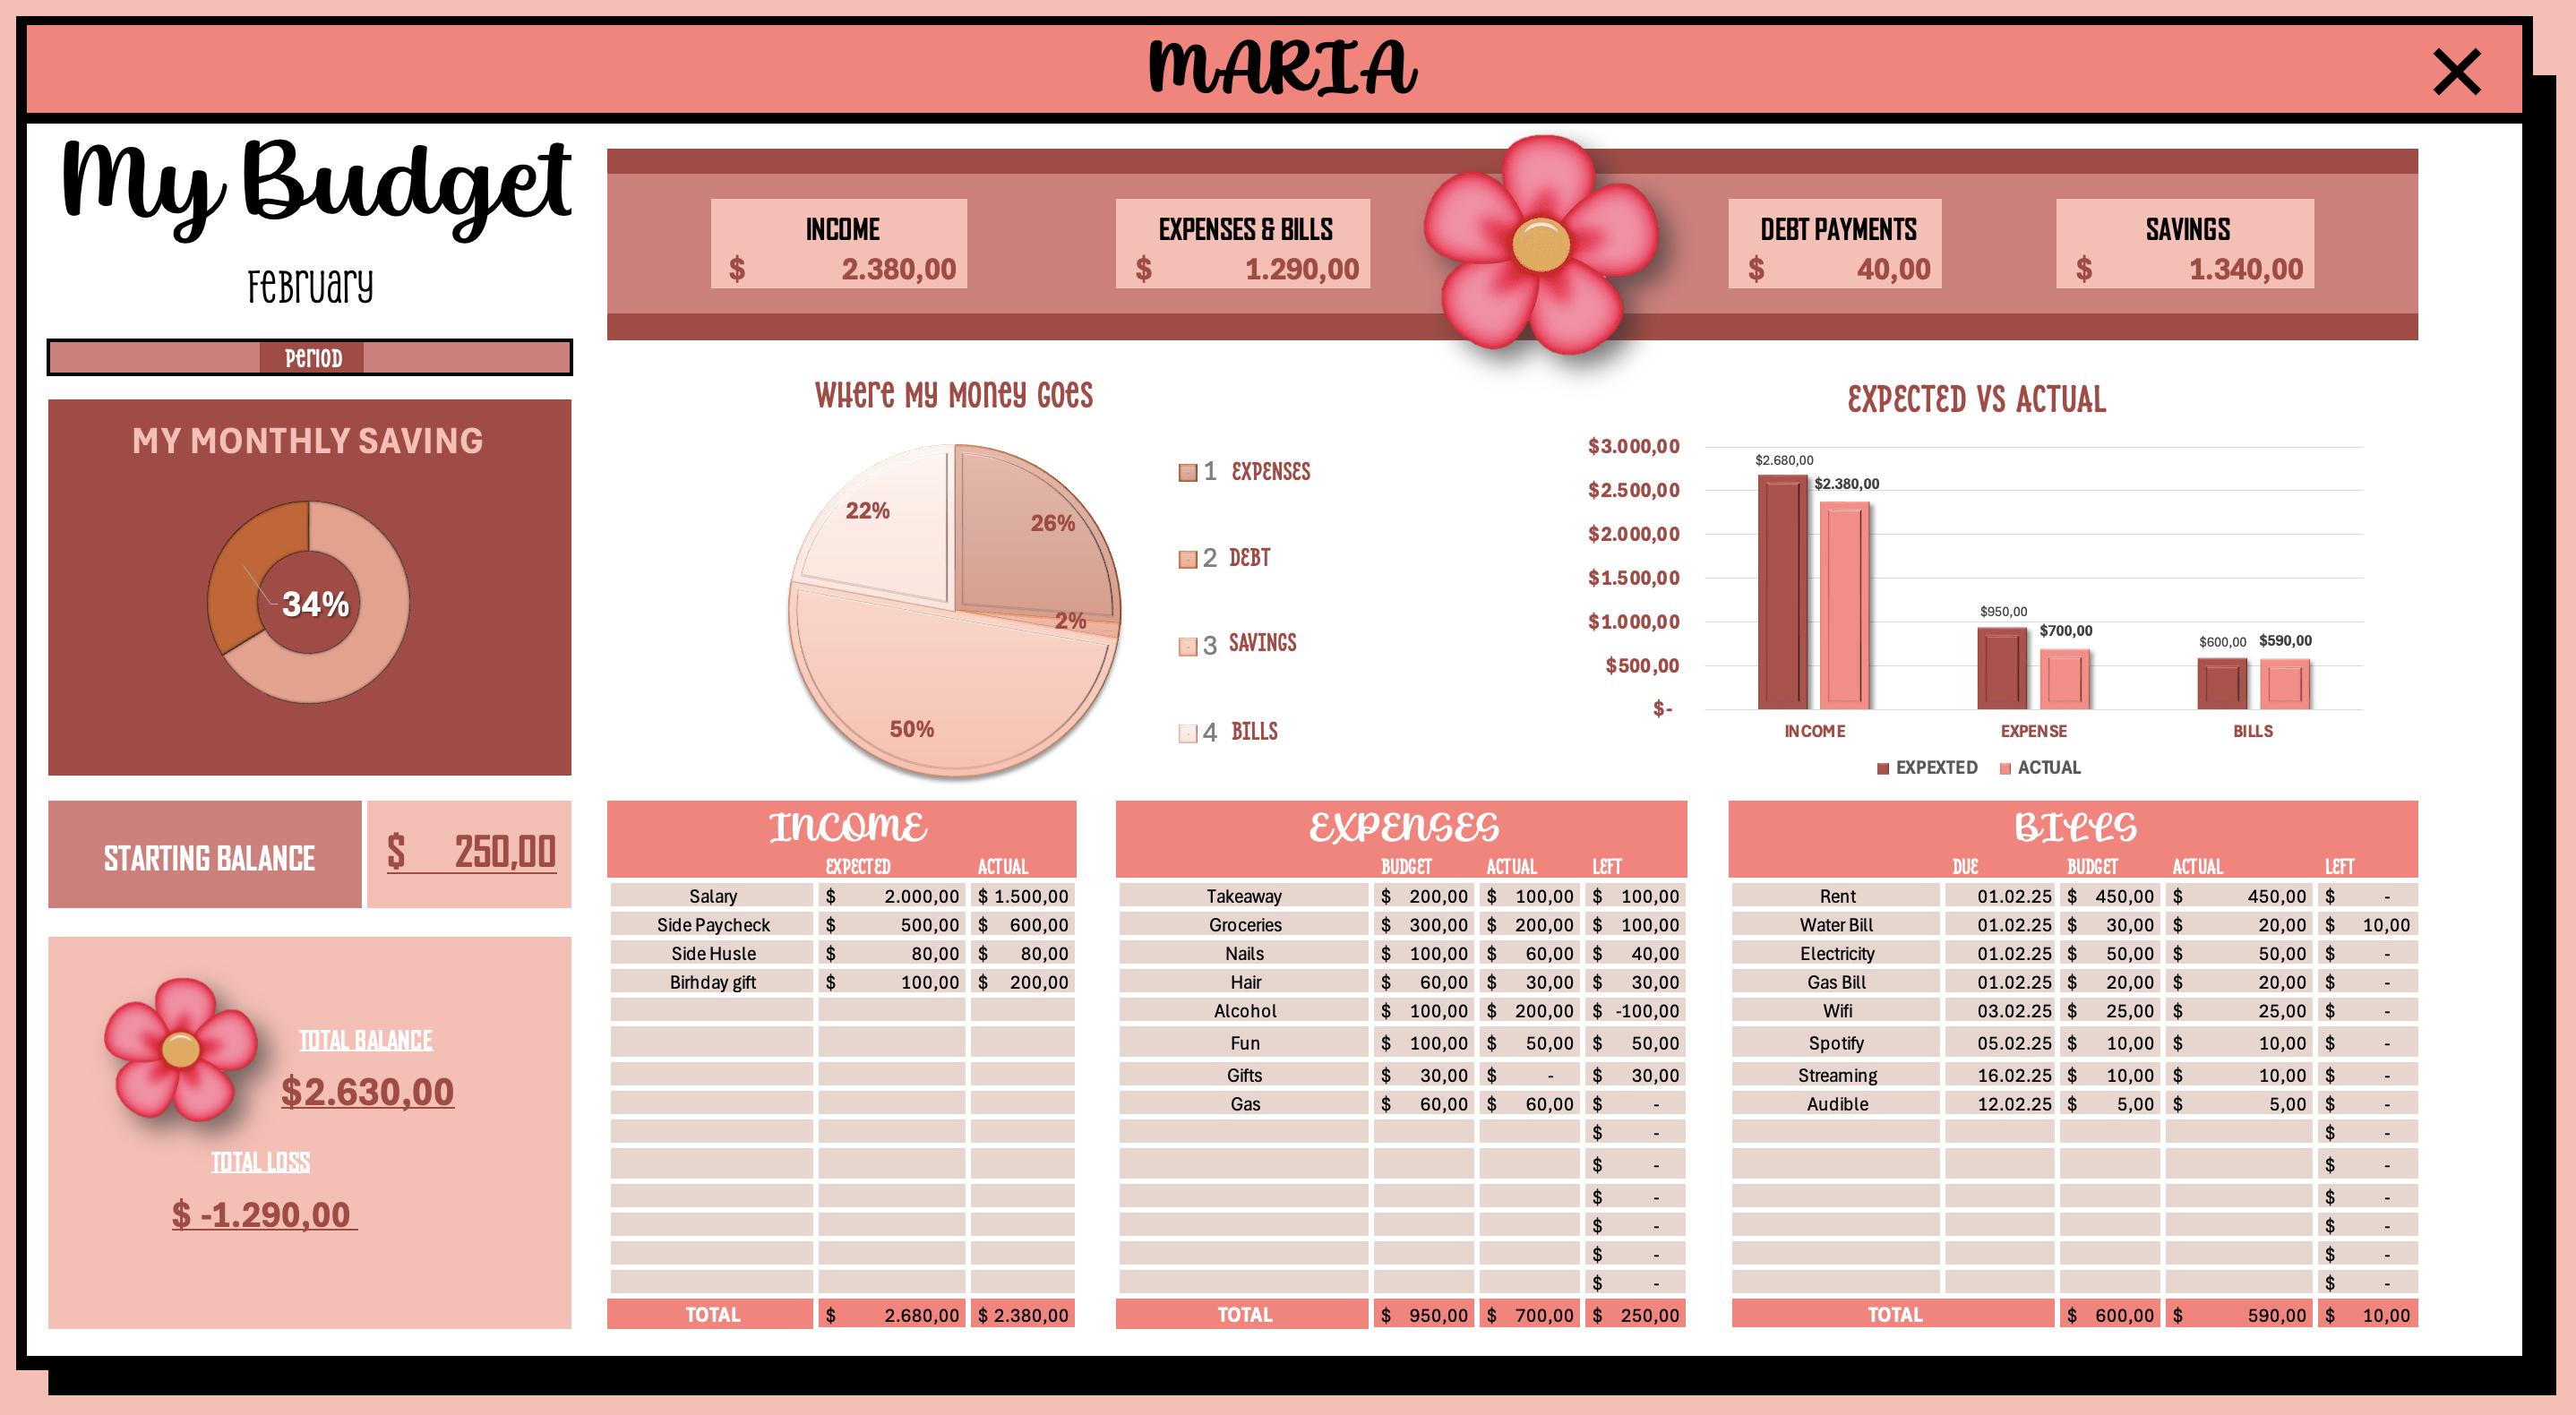 MARIA
My Budget
February
Period
MY MONTHLY SAVING
34%
STARTING BALANCE $ 250,00
TOTAL BALANCE
$2.630,00
TOTAL LOSS
$ -1.290,00
INCOME
$ 2.380,00
EXPENSES & BILLS
$ 1.290,00
DEBT PAYMENTS
$ 40,00
SAVINGS
$ 1.340,00
Where My Money Goes
22%
26%
2%
50%
1 EXPENSES
2 DEBT
3 SAVINGS
4 BILLS
EXPECTED VS ACTUAL
$3.000,00
$2.500,00
$2.000,00
$1.500,00
$1.000,00
$500,00
$-
$2.680,00
$2.380,00
$950,00
$700,00
$600,00
$590,00
INCOME EXPENSE BILLS
EXPEXTED ACTUAL
INCOME
EXPECTED ACTUAL
Salary $ 2.000,00 $ 1.500,00
Side Paycheck $ 500,00 $ 600,00
Side Husle $ 80,00 $ 80,00
Birhday gift $ 100,00 $ 200,00
TOTAL $ 2.680,00 $ 2.380,00
EXPENSES
BUDGET ACTUAL LEFT
Takeaway $ 200,00 $ 100,00 $ 100,00
Groceries $ 300,00 $ 200,00 $ 100,00
Nails $ 100,00 $ 60,00 $ 40,00
Hair $ 60,00 $ 30,00 $ 30,00
Alcohol $ 100,00 $ 200,00 $ -100,00
Fun $ 100,00 $ 50,00 $ 50,00
Gifts $ 30,00 $ - $ 30,00
Gas $ 60,00 $ 60,00 $ -
$ -
$ -
$ -
$ -
$ -
$ -
TOTAL $ 950,00 $ 700,00 $ 250,00
BILLS
DUE BUDGET ACTUAL LEFT
Rent 01.02.25 $ 450,00 $ 450,00 $ -
Water Bill 01.02.25 $ 30,00 $ 20,00 $ 10,00
Electricity 01.02.25 $ 50,00 $ 50,00 $ -
Gas Bill 01.02.25 $ 20,00 $ 20,00 $ -
Wifi 03.02.25 $ 25,00 $ 25,00 $ -
Spotify 05.02.25 $ 10,00 $ 10,00 $ -
Streaming 16.02.25 $ 10,00 $ 10,00 $ -
Audible 12.02.25 $ 5,00 $ 5,00 $ -
$ -
$ -
$ -
$ -
$ -
$ -
TOTAL $ 600,00 $ 590,00 $ 10,00